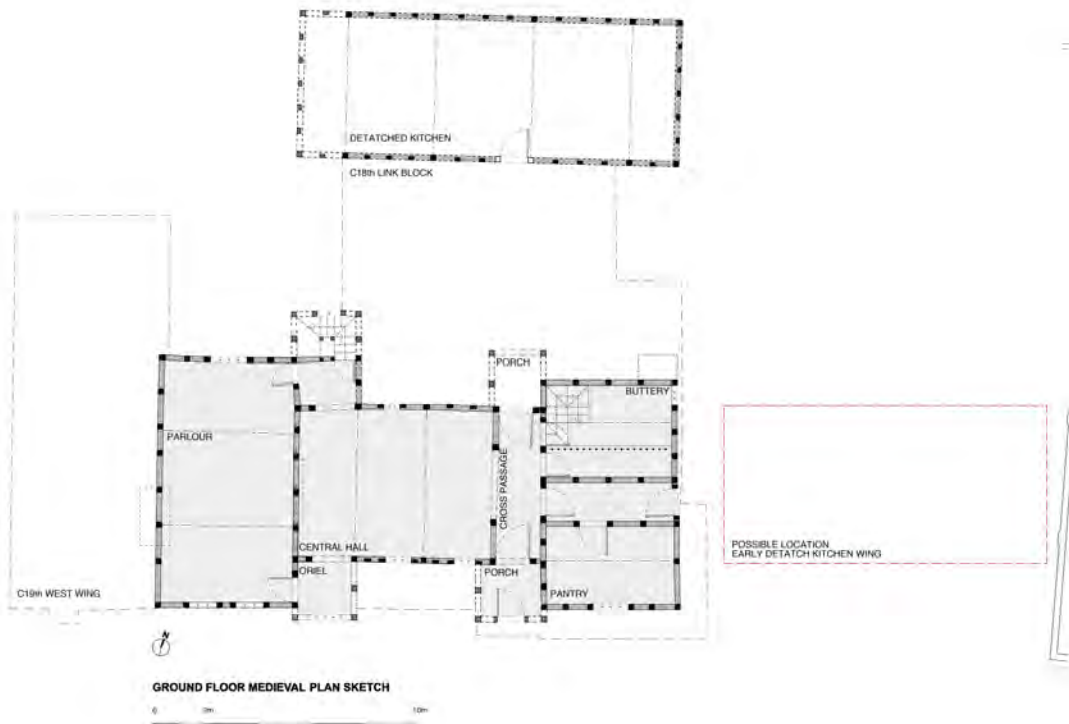 DETATCHED KITCHEN
C18th LINK BLOCK
PORCH
BUTTERY
PARLOUR
CROSS PASSAGE
CENTRAL HALL
ORIEL
PORCH
PANTRY
POSSIBLE LOCATION
EARLY DETATCH KITCHEN WING
C19th WEST WING
N
GROUND FLOOR MEDIEVAL PLAN SKETCH
0 10m